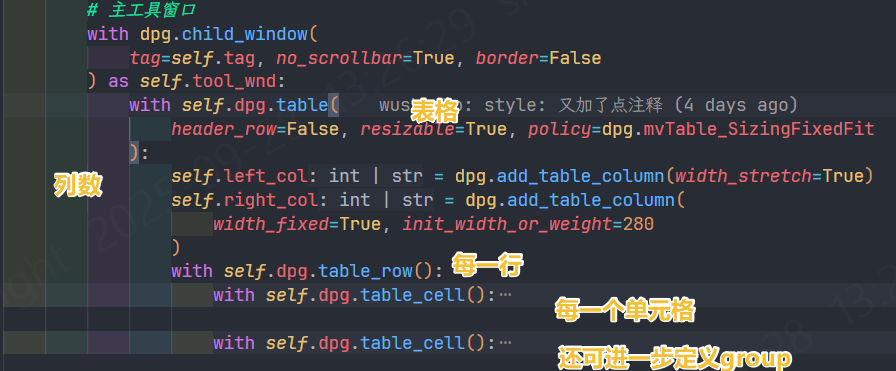 # 主工具窗口
with dpg.child_window(
tag=self.tag, no_scrollbar=True, border=False
) as self.tool_wnd:
with self.dpg.table( wus : style: 又加了点注释 (4 days ago)
表格
header_row=False, resizable=True, policy=dpg.mvTable_SizingFixedFit
):
列数
self.left_col: int | str = dpg.add_table_column(width_stretch=True)
self.right_col: int | str = dpg.add_table_column(
width_fixed=True, init_width_or_weight=280
)
with self.dpg.table_row(): 每一行
with self.dpg.table_cell():…
每一个单元格
with self.dpg.table_cell():…
还可进一步定义group